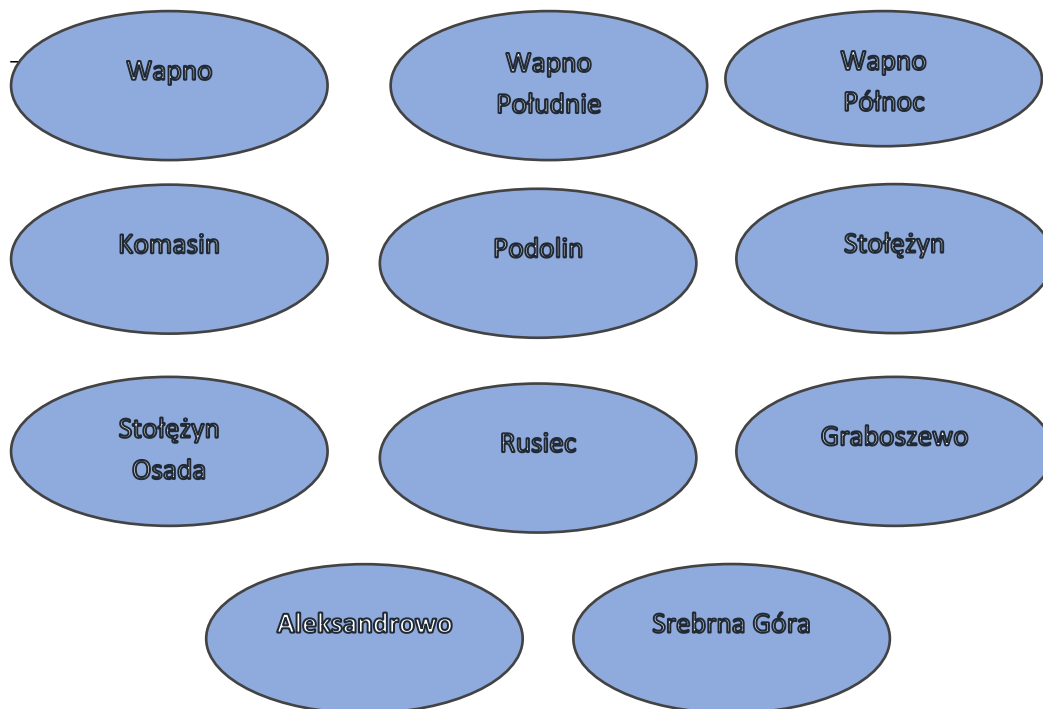 Wapno
Wapno
Południe
Wapno
Północ
Komasin
Podolin
Stołężyn
Stołężyn
Osada
Rusiec
Graboszewo
Aleksandrowo
Srebrna Góra